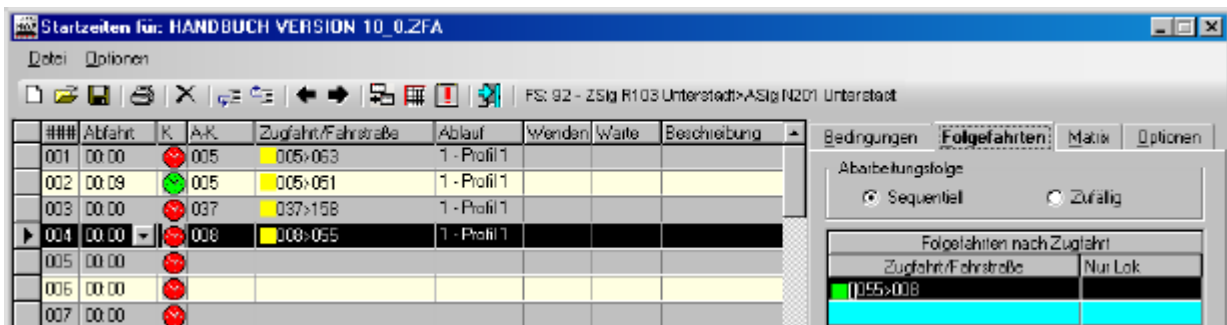 Startzeiten für: HANDBUCH VERSION 10_0.ZFA
Datei Optionen
FS: 92 - ZSig R103 Unterstadt>ASig N201 Unterstadt
### Abfahrt K. A-K. Zugfahrt/Fahrstraße Ablauf Wenden Warte Beschreibung
001 00:00 005 005>063 1 - Profil 1
002 00:09 005 005>051 1 - Profil 1
003 00:00 037 037>158 1 - Profil 1
004 00:00 008 008>055 1 - Profil 1
005 00:00
006 00:00
007 00:00
Bedingungen Folgefahrten Matrix Optionen
Abarbeitungsfolge
Sequentiell Zufällig
Folgefahrten nach Zugfahrt
Zugfahrt/Fahrstraße Nur Lok
055>008